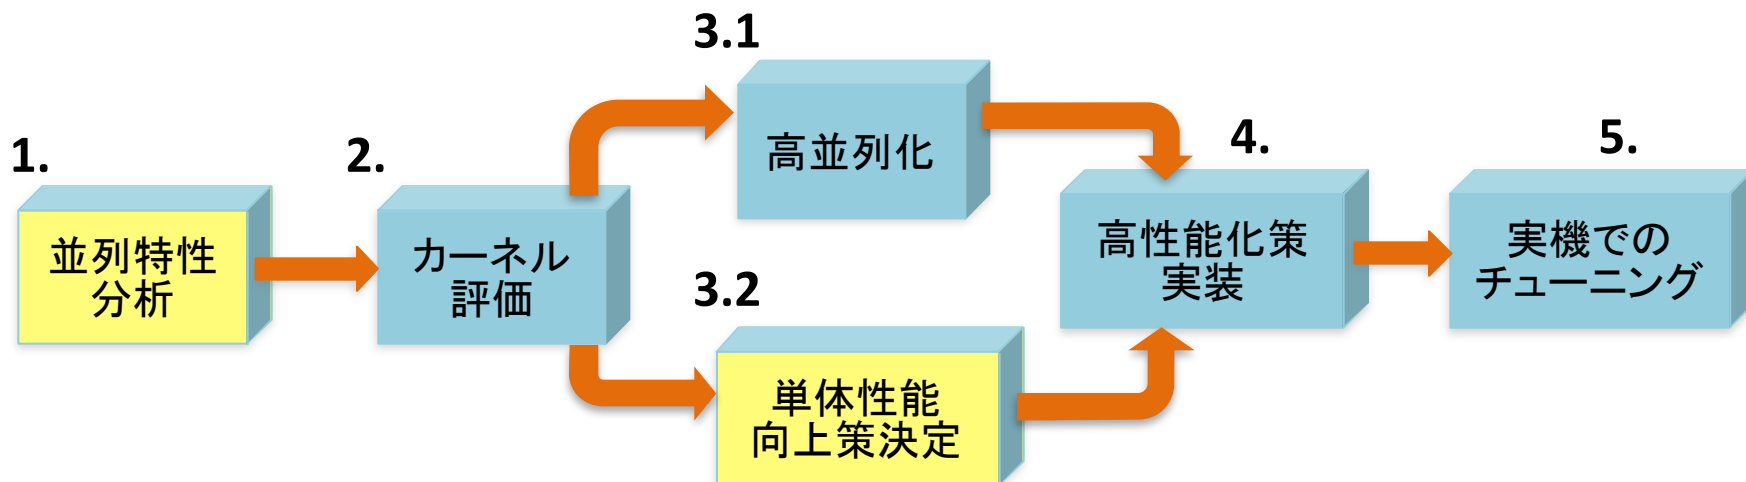 1.
並列特性
分析
2.
カーネル
評価
3.1
高並列化
3.2
単体性能
向上策決定
4.
高性能化策
実装
5.
実機での
チューニング